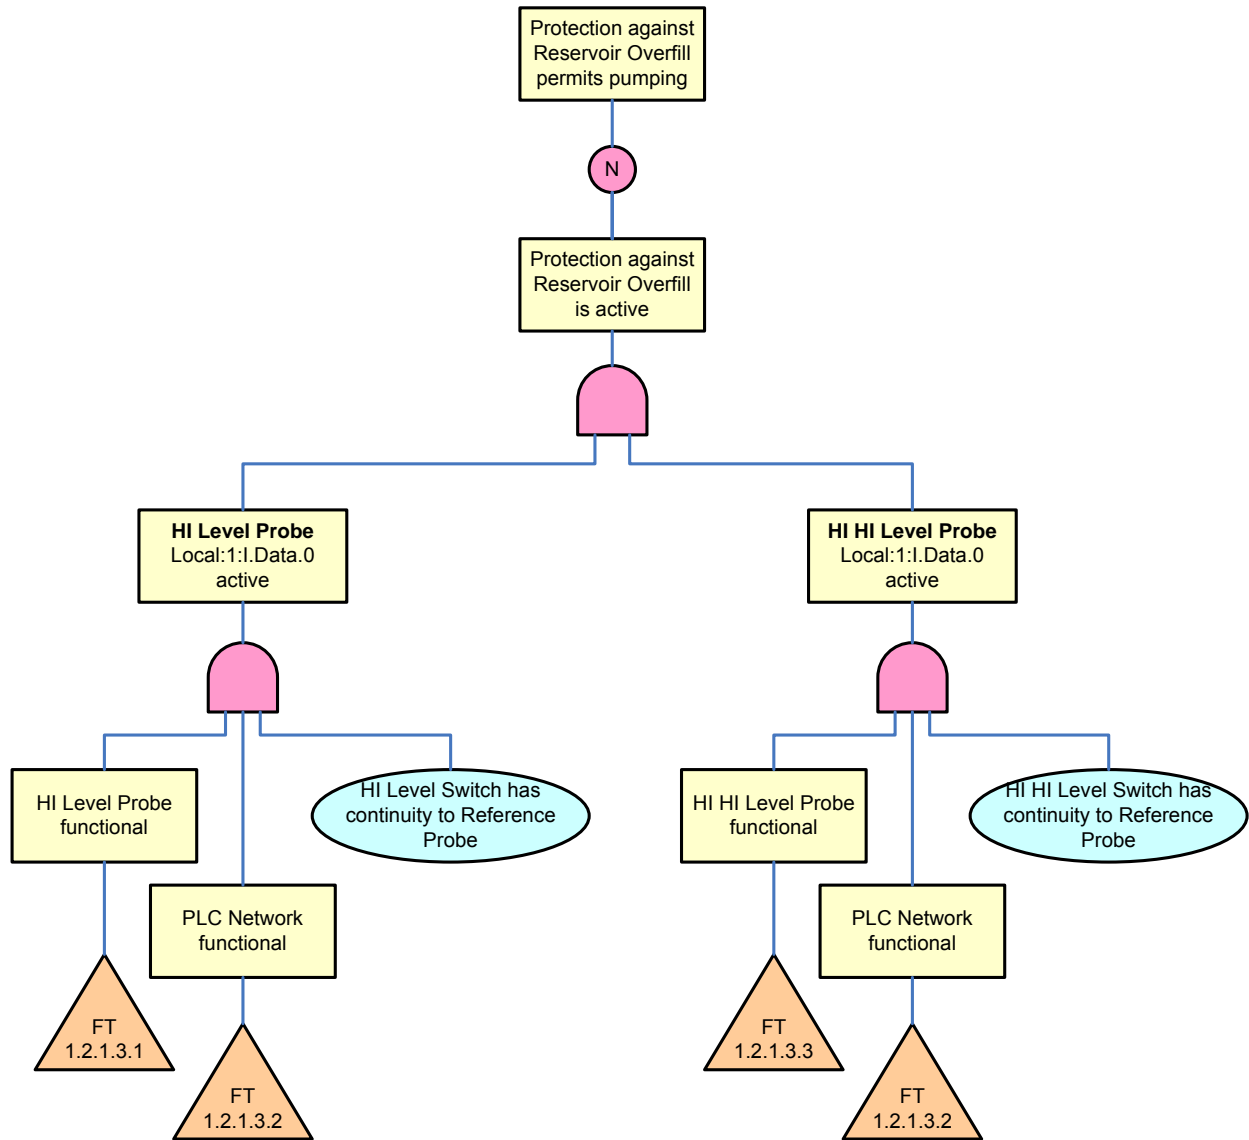 Protection against
Reservoir Overfill
permits pumping
N
Protection against
Reservoir Overfill
is active
HI Level Probe
Local:1:I.Data.0
active
HI HI Level Probe
Local:1:I.Data.0
active
HI Level Probe
functional
HI Level Switch has
continuity to Reference
Probe
HI HI Level Probe
functional
HI HI Level Switch has
continuity to Reference
Probe
PLC Network
functional
PLC Network
functional
FT
1.2.1.3.1
FT
1.2.1.3.3
FT
1.2.1.3.2
FT
1.2.1.3.2